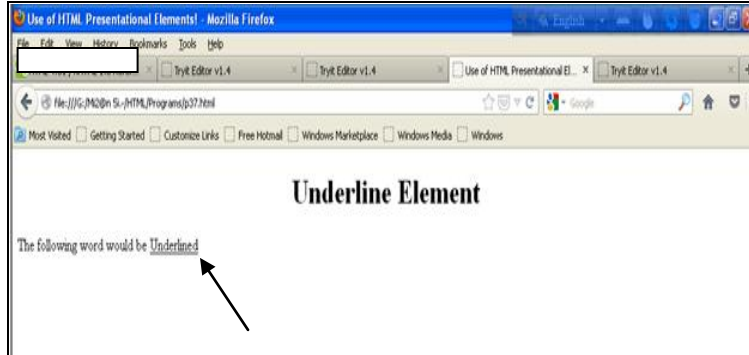 Use of HTML Presentational Elements! - Mozilla Firefox
English
File Edit View History Bookmarks Tools Help
Tryit Editor v1.4
Tryit Editor v1.4
Use of HTML Presentational El...
Tryit Editor v1.4
Google
Most Visited Getting Started Customize Links Free Hotmail Windows Marketplace Windows Media Windows
Underline Element
The following word would be Underlined